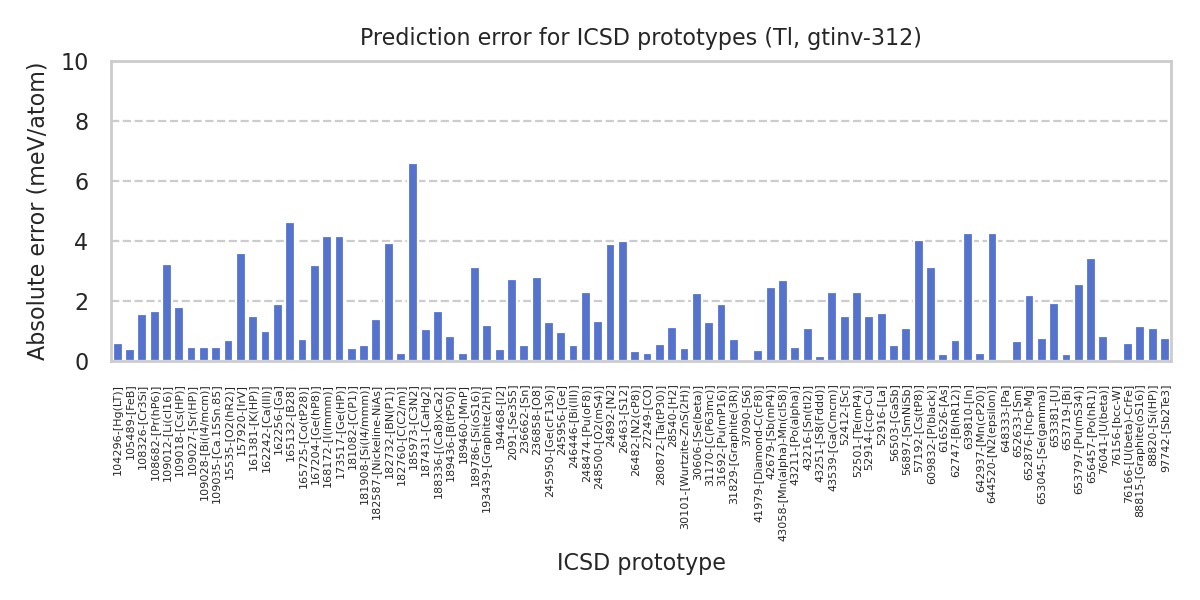 Prediction error for ICSD prototypes (Tl, gtinv-312)
Absolute error (meV/atom)
10
8
6
4
2
0
104296-[Hg(LT)]
105489-[FeB]
108326-[Cr3Si]
108682-[Pr(hP6)]
109012-[Li(cI16)]
109018-[Cs(HP)]
109027-[Sr(HP)]
109028-[Bi(I4/mcm)]
109035-[Ca.15Sn.85]
15535-[O2(hR2)]
157920-[IrV]
161381-[K(HP)]
162242-[Ca(III)]
162256-[Ga]
165132-[B28]
165725-[Co(tP28)]
167204-[Ge(hP8)]
168172-[I(Immm)]
173517-[Ge(HP)]
181082-[C(P1)]
181908-[Si(I4/mmm)]
182587-[Nickeline-NiAs]
182732-[BN(P1)]
182760-[C(C2/m)]
185973-[C3N2]
187431-[CaHg2]
188336-[(Ca8)xCa2]
189436-[B(tP50)]
189460-[MnP]
189786-[Si(oS16)]
193439-[Graphite(2H)]
194468-[I2]
2091-[Se3S5]
236662-[Sn]
236858-[O8]
245950-[Ge(cF136)]
245956-[Ge]
246446-[Bi(III)]
248474-[Pu(oF8)]
248500-[O2(mS4)]
24892-[N2]
26463-[S12]
26482-[N2(cP8)]
27249-[CO]
280872-[Ta(tP30)]
28540-[H2]
30101-[Wurtzite-ZnS(2H)]
30606-[Se(beta)]
31170-[C(P63mc)]
31692-[Pu(mP16)]
31829-[Graphite(3R)]
37090-[S6]
41979-[Diamond-C(cF8)]
42679-[Sb(mP4)]
43058-[Mn(alpha)-Mn(cI58)]
43211-[Po(alpha)]
43216-[Sn(tI2)]
43251-[S8(Fddd)]
43539-[Ga(Cmcm)]
52412-[Sc]
52501-[Te(mP4)]
52914-[fcc-Cu]
52916-[La]
56503-[GaSb]
56897-[SmNiSb]
57192-[Cs(tP8)]
609832-[P(black)]
616526-[As]
62747-[B(hR12)]
639810-[In]
642937-[Mn(cP20)]
644520-[N2(epsilon)]
648333-[Pa]
652633-[Sm]
652876-[hcp-Mg]
653045-[Se(gamma)]
653381-[U]
653719-[Bi]
653797-[Pu(mS34)]
656457-[Po(hR1)]
76041-[U(beta)]
76156-[bcc-W]
76166-[U(beta)-CrFe]
88815-[Graphite(oS16)]
88820-[Si(HP)]
97742-[Sb2Te3]
ICSD prototype